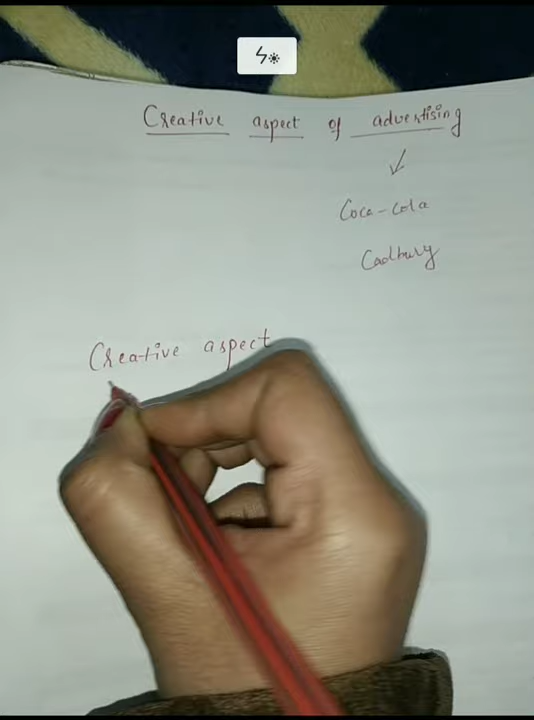 Creative aspect of advertising
Coca-cola
Cadbury
Creative aspect